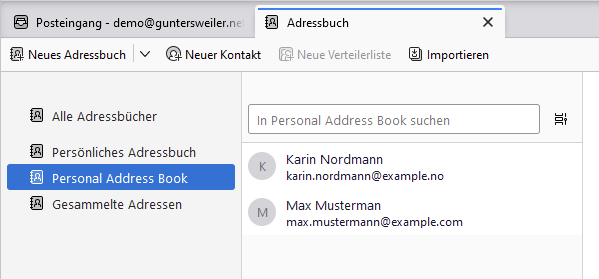 Posteingang - demo@guntersweiler.ne
Adressbuch
Neues Adressbuch
Neuer Kontakt
Neue Verteilerliste
Importieren
Alle Adressbücher
Persönliches Adressbuch
Personal Address Book
Gesammelte Adressen
In Personal Address Book suchen
K
Karin Nordmann
karin.nordmann@example.no
M
Max Musterman
max.mustermann@example.com